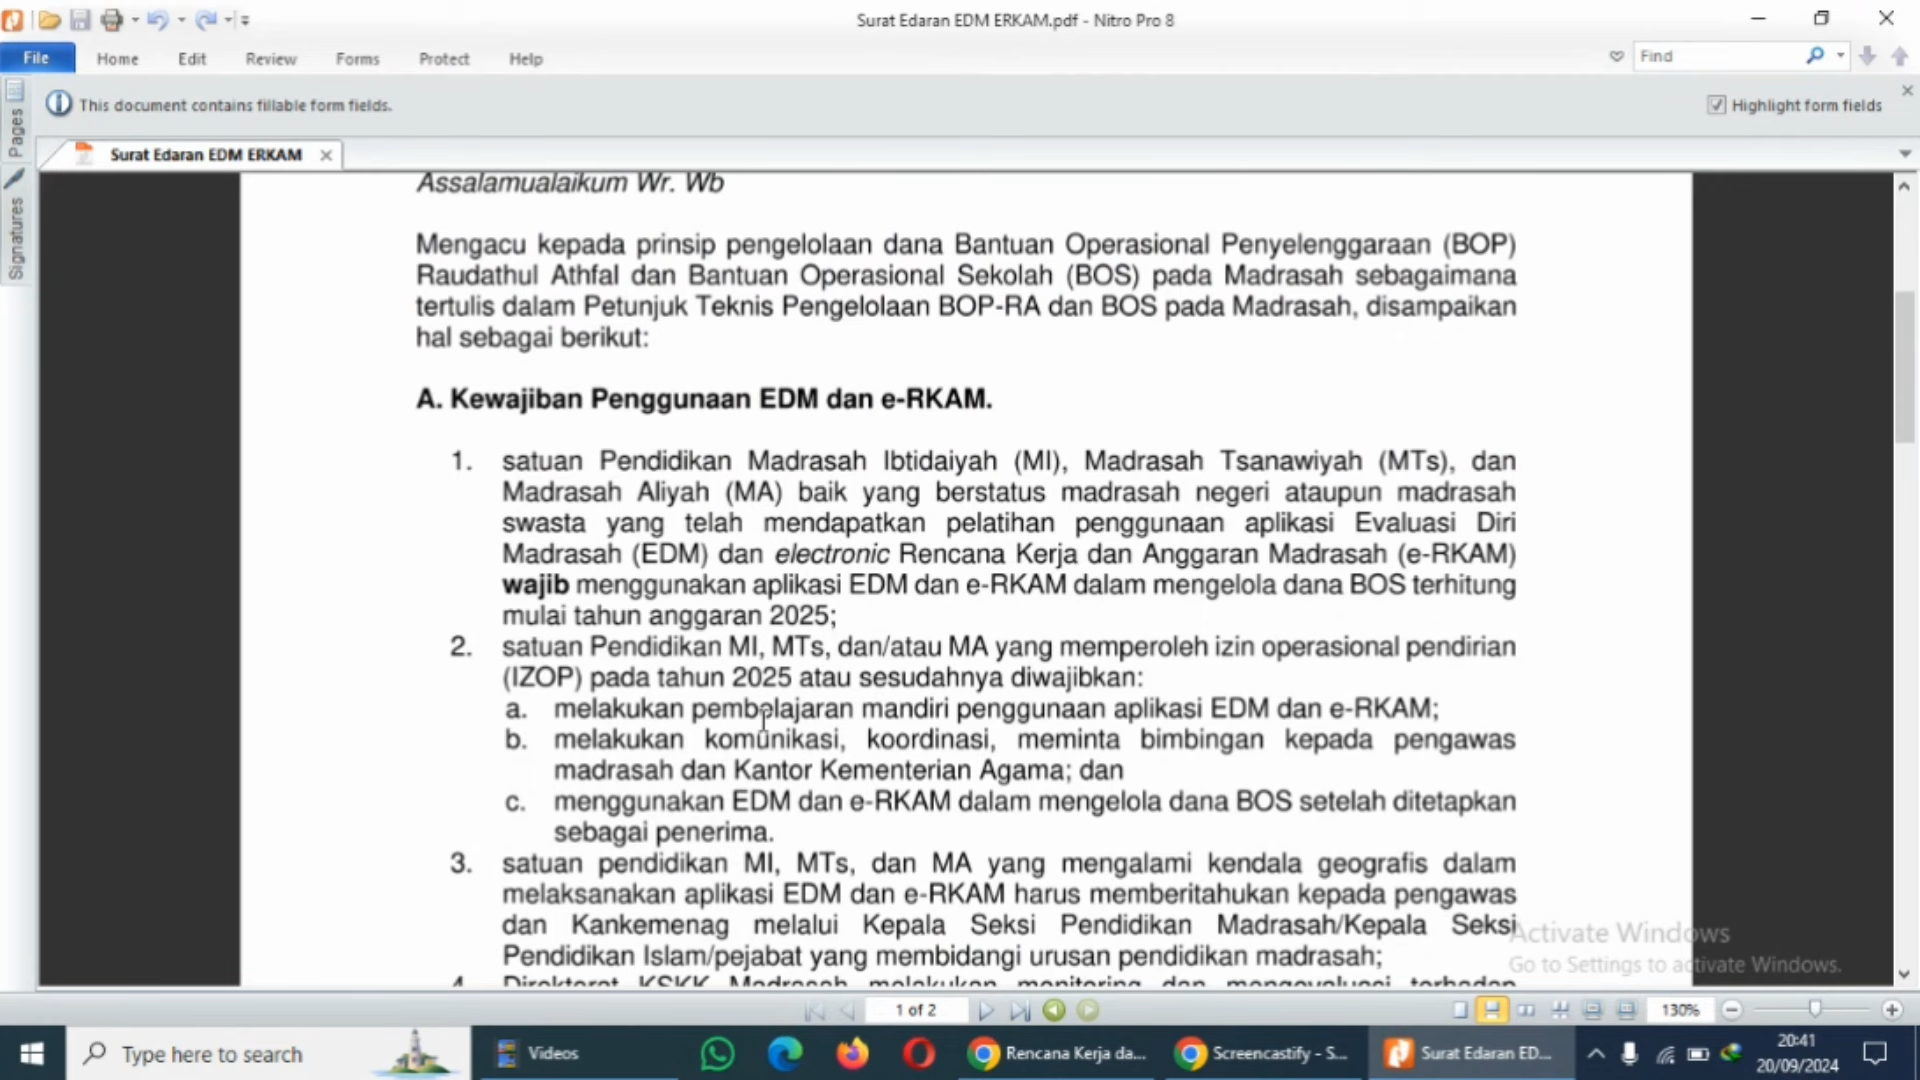 Surat Edaran EDM ERKAM.pdf - Nitro Pro 8
File Home Edit Review Forms Protect Help Find
This document contains fillable form fields. Highlight form fields
Pages
Signatures
Surat Edaran EDM ERKAM
Assalamualaikum Wr. Wb
Mengacu kepada prinsip pengelolaan dana Bantuan Operasional Penyelenggaraan (BOP)
Raudathul Athfal dan Bantuan Operasional Sekolah (BOS) pada Madrasah sebagaimana
tertulis dalam Petunjuk Teknis Pengelolaan BOP-RA dan BOS pada Madrasah, disampaikan
hal sebagai berikut:
A. Kewajiban Penggunaan EDM dan e-RKAM.
1. satuan Pendidikan Madrasah Ibtidaiyah (MI), Madrasah Tsanawiyah (MTs), dan
Madrasah Aliyah (MA) baik yang berstatus madrasah negeri ataupun madrasah
swasta yang telah mendapatkan pelatihan penggunaan aplikasi Evaluasi Diri
Madrasah (EDM) dan electronic Rencana Kerja dan Anggaran Madrasah (e-RKAM)
wajib menggunakan aplikasi EDM dan e-RKAM dalam mengelola dana BOS terhitung
mulai tahun anggaran 2025;
2. satuan Pendidikan MI, MTs, dan/atau MA yang memperoleh izin operasional pendirian
(IZOP) pada tahun 2025 atau sesudahnya diwajibkan:
a. melakukan pembelajaran mandiri penggunaan aplikasi EDM dan e-RKAM;
b. melakukan komunikasi, koordinasi, meminta bimbingan kepada pengawas
madrasah dan Kantor Kementerian Agama; dan
c. menggunakan EDM dan e-RKAM dalam mengelola dana BOS setelah ditetapkan
sebagai penerima.
3. satuan pendidikan MI, MTs, dan MA yang mengalami kendala geografis dalam
melaksanakan aplikasi EDM dan e-RKAM harus memberitahukan kepada pengawas
dan Kankemenag melalui Kepala Seksi Pendidikan Madrasah/Kepala Seksi
Pendidikan Islam/pejabat yang membidangi urusan pendidikan madrasah;
4. Direktorat KSKK Madrasah melakukan monitoring dan mengevaluasi terhadap
Activate Windows
Go to Settings to activate Windows.
1 of 2 130%
Type here to search Videos Rencana Kerja da... Screencastify - S... Surat Edaran ED... 20:41
20/09/2024